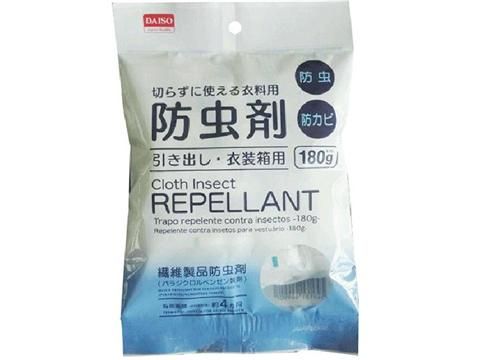 DAISO
防虫
切らずに使える衣料用
防虫剤
防カビ
引き出し・衣装箱用
180g
Cloth Insect
REPELLANT
Trapo repelente contra insectos -180g-
Repelente contra insetos para vestuário -180g-
繊維製品防虫剤
(パラジクロルベンゼン製剤)
約4ヵ月